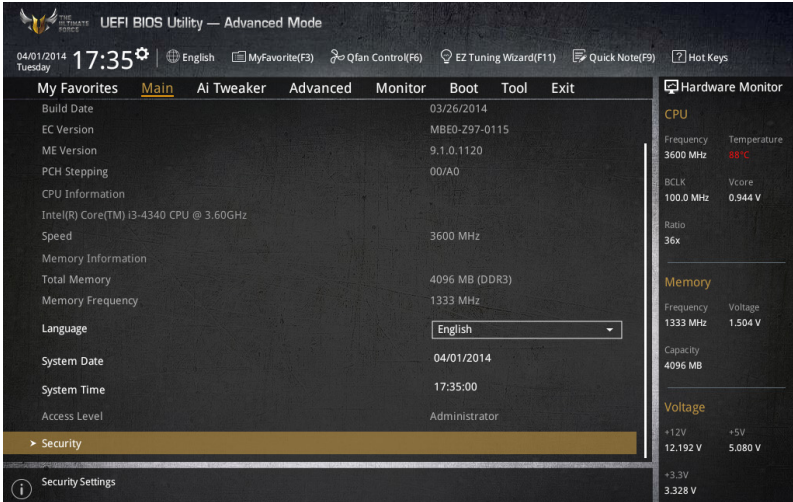 THE ULTIMATE FORCE
UEFI BIOS Utility — Advanced Mode
04/01/2014
Tuesday
17:35
English
MyFavorite(F3)
Qfan Control(F6)
EZ Tuning Wizard(F11)
Quick Note(F9)
? Hot Keys
My Favorites Main Ai Tweaker Advanced Monitor Boot Tool Exit
Build Date 03/26/2014
EC Version MBE0-Z97-0115
ME Version 9.1.0.1120
PCH Stepping 00/A0
CPU Information
Intel(R) Core(TM) i3-4340 CPU @ 3.60GHz
Speed 3600 MHz
Memory Information
Total Memory 4096 MB (DDR3)
Memory Frequency 1333 MHz
Language English
System Date 04/01/2014
System Time 17:35:00
Access Level Administrator
> Security
i Security Settings
Hardware Monitor
CPU
Frequency Temperature
3600 MHz 88°C
BCLK Vcore
100.0 MHz 0.944 V
Ratio
36x
Memory
Frequency Voltage
1333 MHz 1.504 V
Capacity
4096 MB
Voltage
+12V +5V
12.192 V 5.080 V
+3.3V
3.328 V